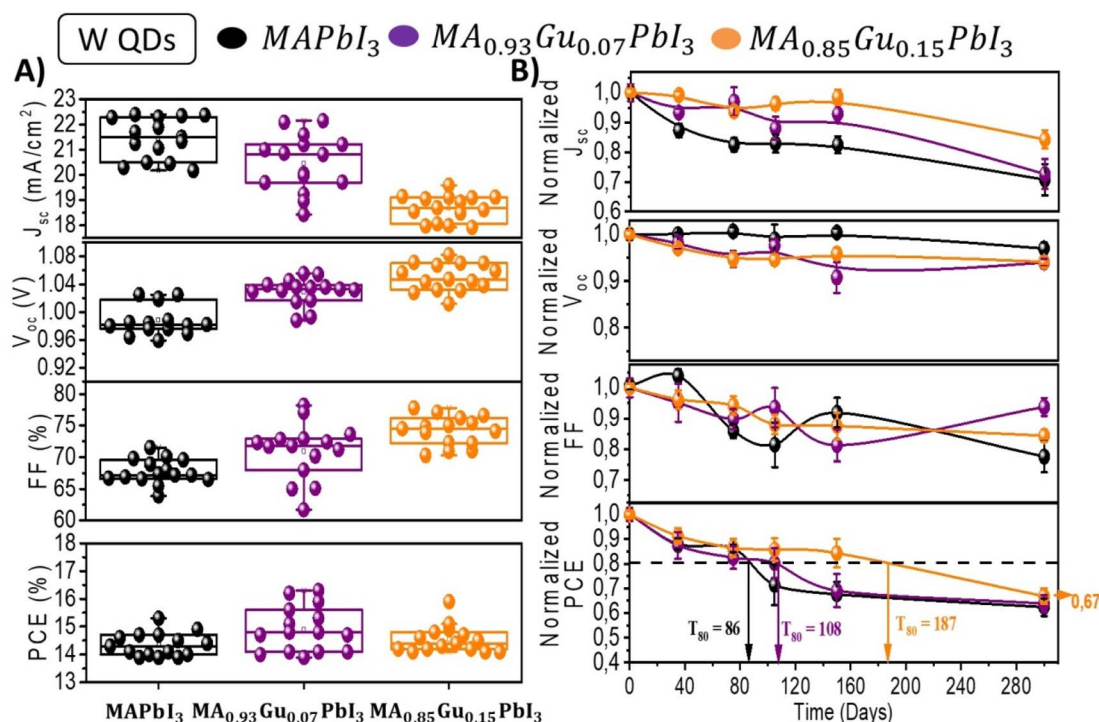 W QDs
MAPbI₃
MA₀.₉₃Gu₀.₀₇PbI₃
MA₀.₈₅Gu₀.₁₅PbI₃
A)
23
22
21
20
19
18
J_sc (mA/cm²)
1.08
1.04
1.00
0.96
0.92
V_oc (V)
80
75
70
65
60
FF (%)
18
17
16
15
14
13
PCE (%)
MAPbI₃
MA₀.₉₃Gu₀.₀₇PbI₃
MA₀.₈₅Gu₀.₁₅PbI₃
B)
1,0
0,9
0,8
0,7
0,6
Normalized
J_sc
1,0
0,9
0,8
Normalized
V_oc
1,0
0,9
0,8
0,7
Normalized
FF
1,0
0,9
0,8
0,7
0,6
0,5
0,4
Normalized
PCE
T₈₀ = 86
T₈₀ = 108
T₈₀ = 187
0,67
0
40
80
120
160
200
240
280
Time (Days)